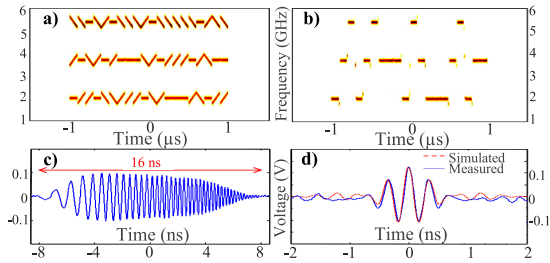 a)
6
5
4
3
2
1
-1
0
1
Time (µs)
b)
Frequency (GHz)
6
5
4
3
2
1
-1
0
1
Time (µs)
c)
16 ns
0.1
0
-0.1
-8
-4
0
4
8
Time (ns)
d)
Simulated
Measured
Voltage (V)
0.1
0
-0.1
-2
-1
0
1
2
Time (ns)